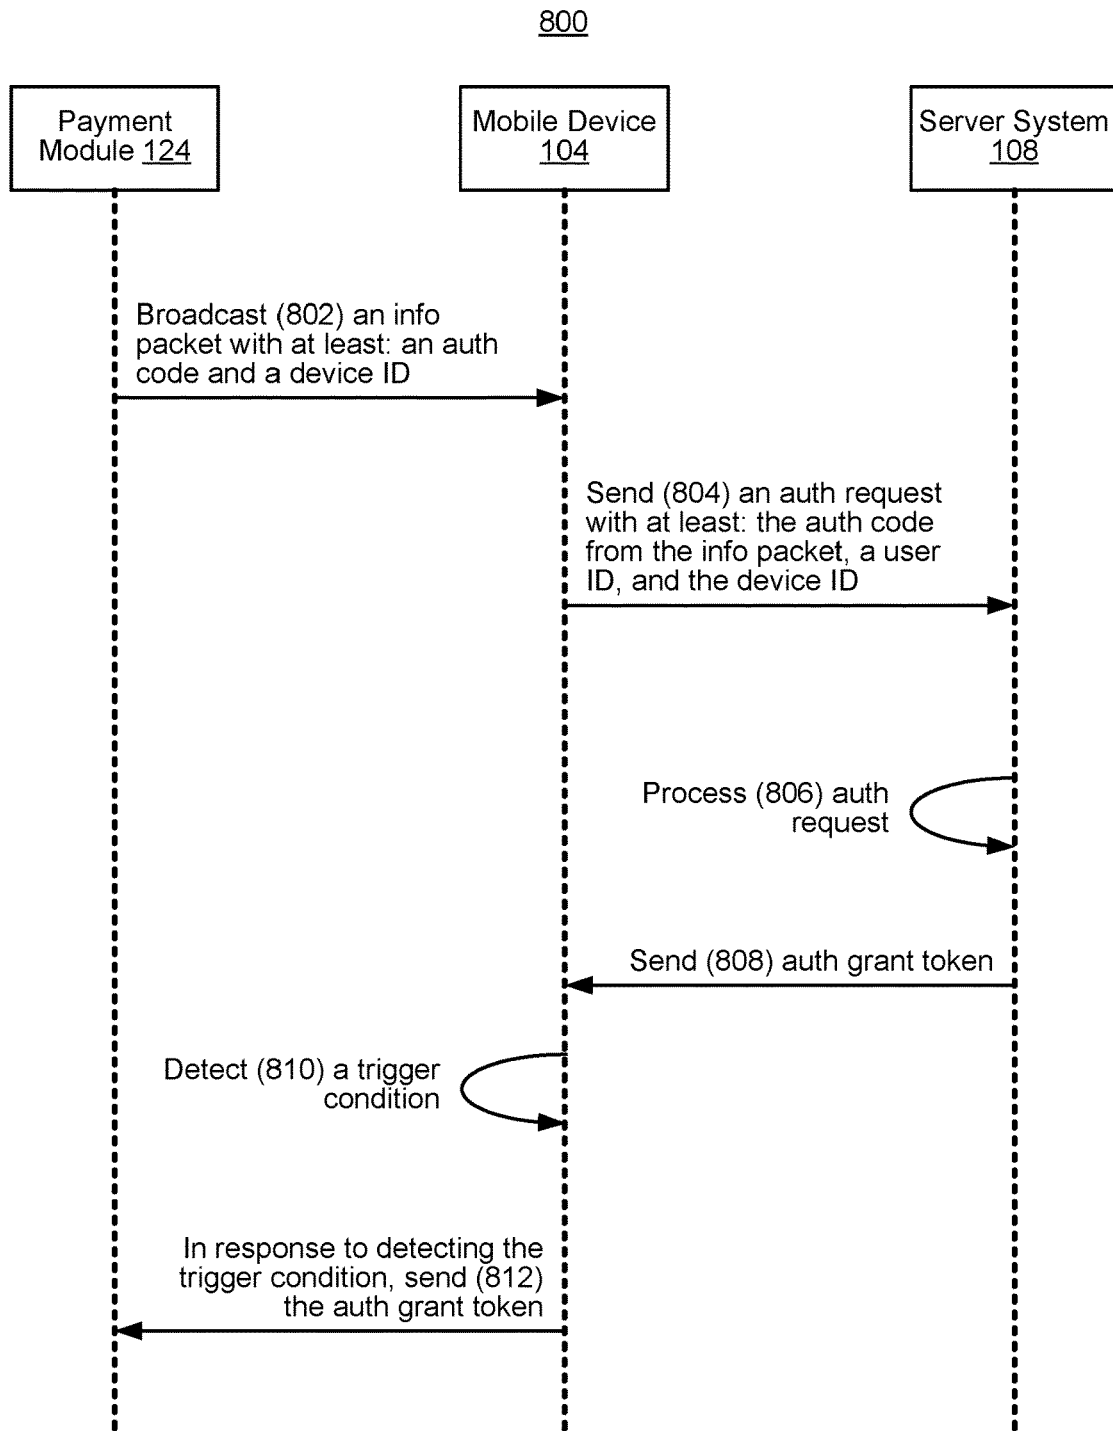 800
Payment
Module 124
Mobile Device
104
Server System
108
Broadcast (802) an info
packet with at least: an auth
code and a device ID
Send (804) an auth request
with at least: the auth code
from the info packet, a user
ID, and the device ID
Process (806) auth
request
Send (808) auth grant token
Detect (810) a trigger
condition
In response to detecting the
trigger condition, send (812)
the auth grant token